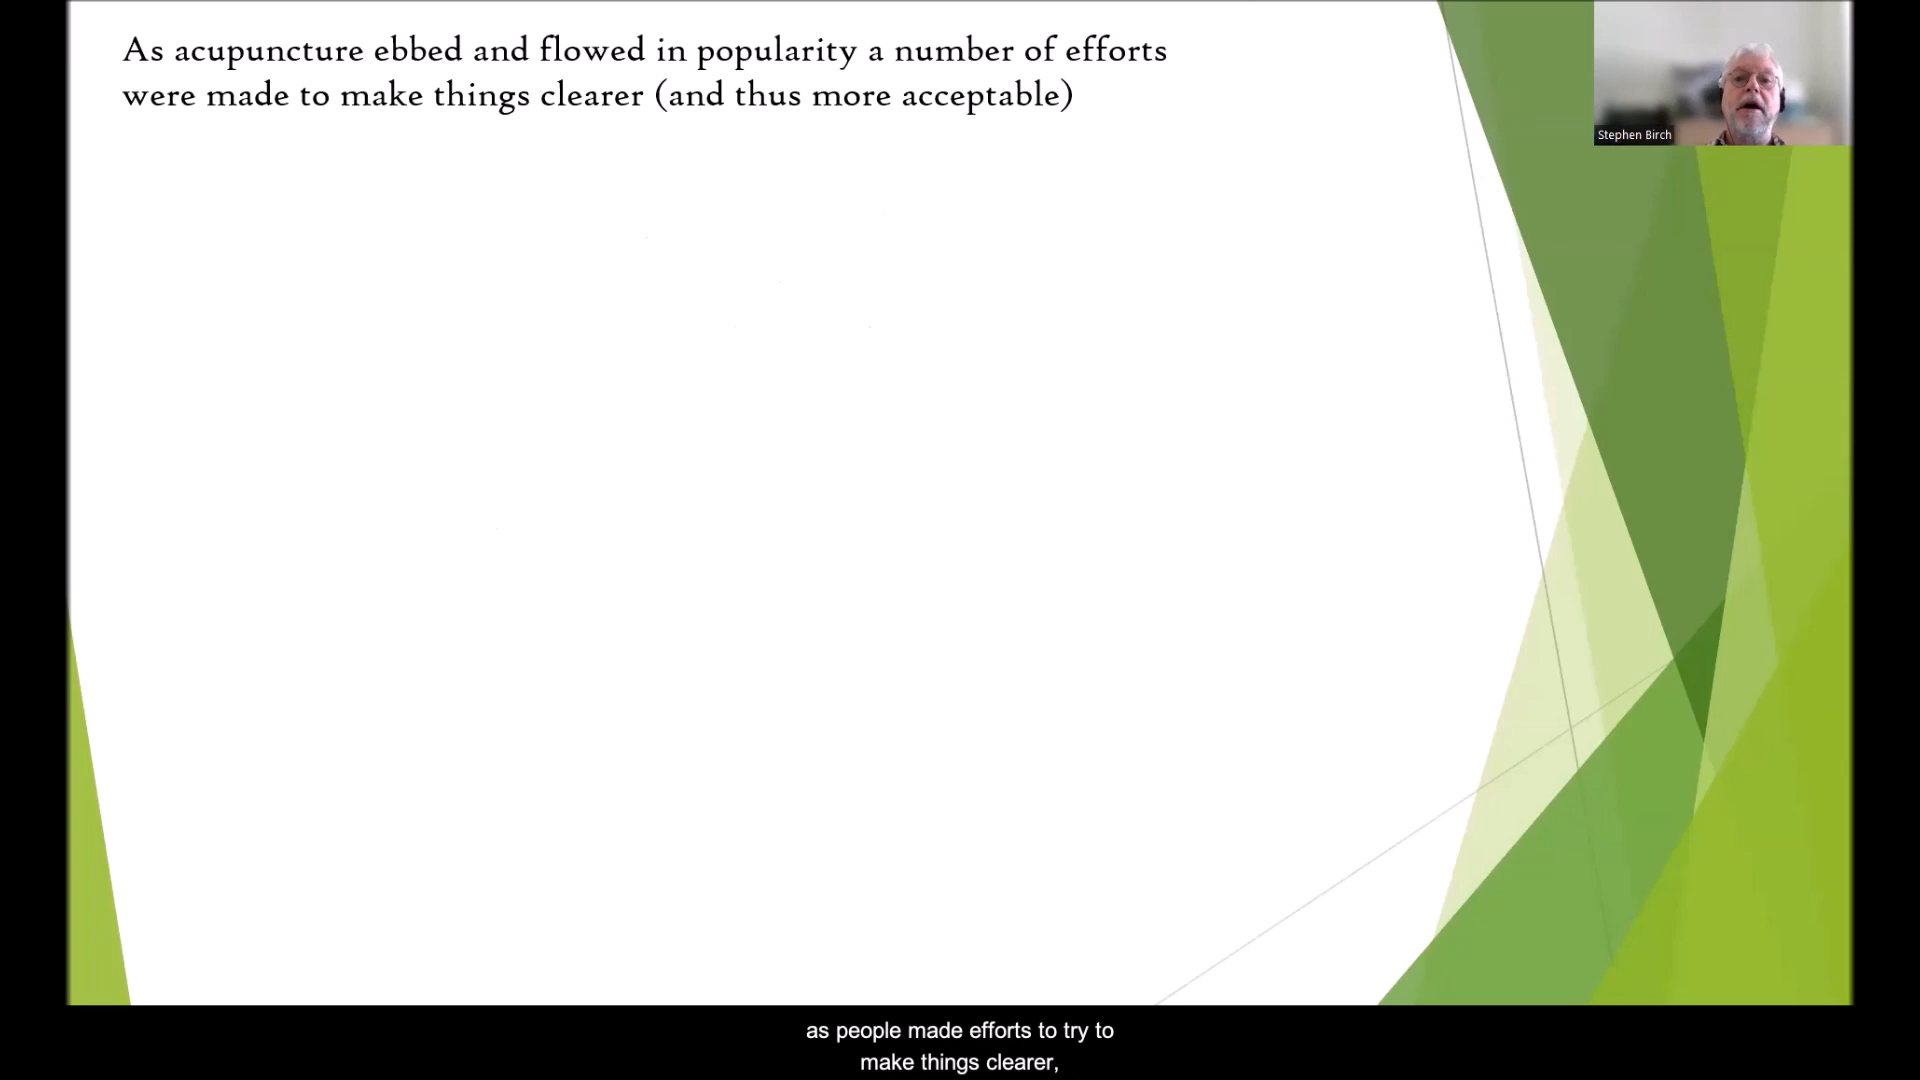 As acupuncture ebbed and flowed in popularity a number of efforts
were made to make things clearer (and thus more acceptable)
Stephen Birch
as people made efforts to try to
make things clearer,